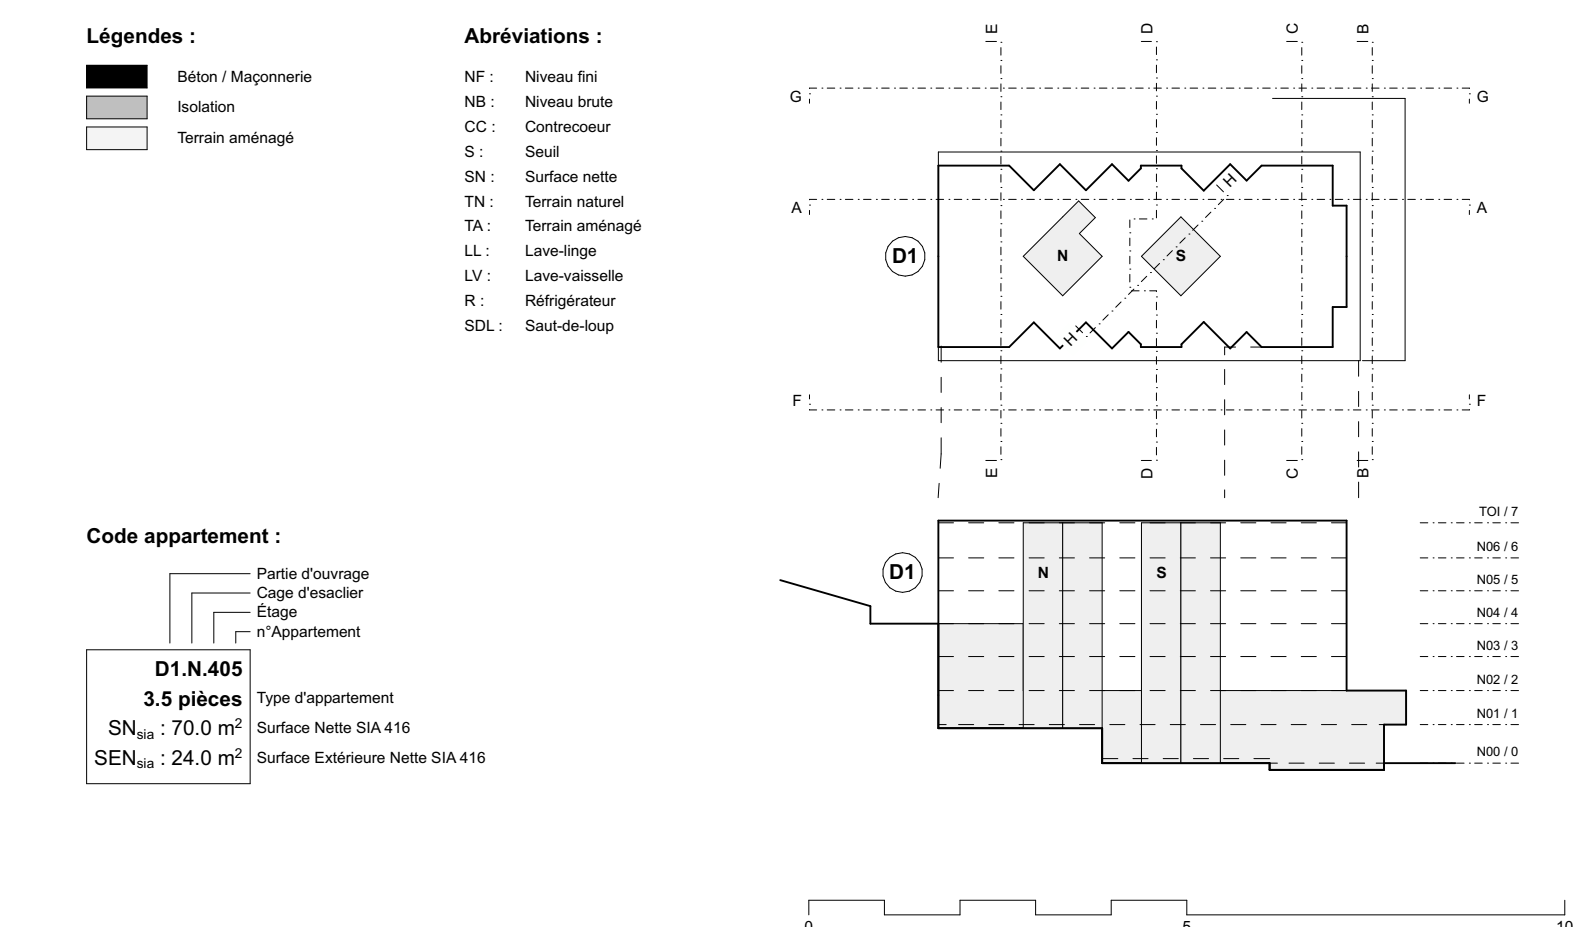 Légendes :
Béton / Maçonnerie
Isolation
Terrain aménagé
Abréviations :
NF : Niveau fini
NB : Niveau brute
CC : Contrecoeur
S : Seuil
SN : Surface nette
TN : Terrain naturel
TA : Terrain aménagé
LL : Lave-linge
LV : Lave-vaisselle
R : Réfrigérateur
SDL : Saut-de-loup
E D C B
G G
H
A A
D1 N S
H
F F
E D C B
Code appartement :
Partie d'ouvrage
Cage d'esaclier
Étage
n°Appartement
D1.N.405
3.5 pièces Type d'appartement
SNsia : 70.0 m² Surface Nette SIA 416
SENsia : 24.0 m² Surface Extérieure Nette SIA 416
D1 N S
TOI / 7
N06 / 6
N05 / 5
N04 / 4
N03 / 3
N02 / 2
N01 / 1
N00 / 0
0 5 10